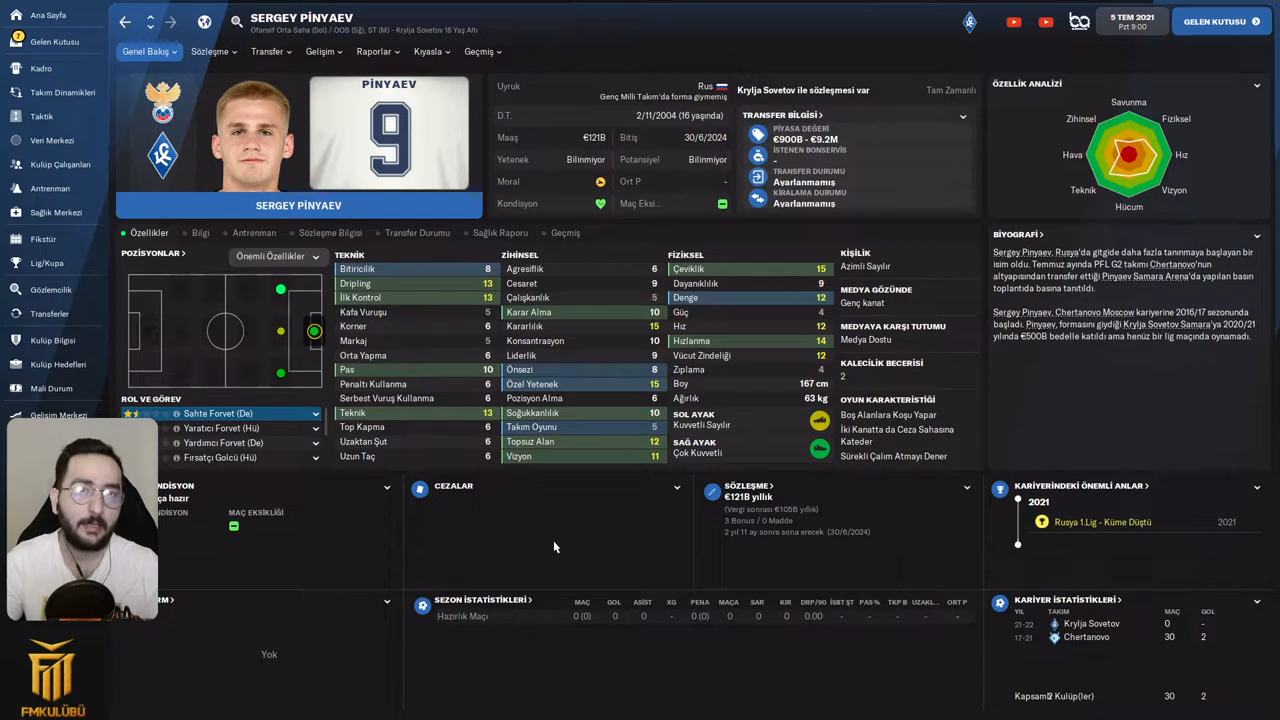 Ana Sayfa
7
Gelen Kutusu
Kadro
Takım Dinamikleri
Taktik
Veri Merkezi
Kulüp Çalışanları
Antrenman
Sağlık Merkezi
Fikstür
Lig/Kupa
Gözlemcilik
Transferler
Kulüp Bilgisi
Kulüp Hedefleri
Mali Durum
Gelişim Merkezi
SERGEY PİNYAEV
Ofansif Orta Saha (Sol) / OOS (Sğ), ST (M) - Krylja Sovetov 18 Yaş Altı
5 TEM 2021
Pzt 9:00
GELEN KUTUSU
Genel Bakış
Sözleşme
Transfer
Gelişim
Raporlar
Kıyasla
Geçmiş
PİNYAEV
9
SERGEY PİNYAEV
Uyruk Rus
Genç Milli Takım'da forma giymemiş
D.T. 2/11/2004 (16 yaşında)
Maaş €121B Bitiş 30/6/2024
Yetenek Bilinmiyor Potansiyel Bilinmiyor
Moral Ort P -
Kondisyon Maç Eksi...
Krylja Sovetov ile sözleşmesi var Tam Zamanlı
TRANSFER BİLGİSİ
PİYASA DEĞERİ
€900B - €9.2M
İSTENEN BONSERVİS
-
TRANSFER DURUMU
Ayarlanmamış
KİRALAMA DURUMU
Ayarlanmamış
ÖZELLİK ANALİZİ
Savunma
Zihinsel Fiziksel
Hava Hız
Teknik Vizyon
Hücum
Özellikler
Bilgi
Antrenman
Sözleşme Bilgisi
Transfer Durumu
Sağlık Raporu
Geçmiş
POZİSYONLAR
Önemli Özellikler
ROL VE GÖREV
Sahte Forvet (De)
Yaratıcı Forvet (Hü)
Yardımcı Forvet (De)
Fırsatçı Golcü (Hü)
TEKNİK
Bitiricilik 8
Dripling 13
İlk Kontrol 13
Kafa Vuruşu 5
Korner 6
Markaj 5
Orta Yapma 6
Pas 10
Penaltı Kullanma 6
Serbest Vuruş Kullanma 6
Teknik 13
Top Kapma 6
Uzaktan Şut 6
Uzun Taç 6
ZİHİNSEL
Agresiflik 6
Cesaret 9
Çalışkanlık 5
Karar Alma 10
Kararlılık 15
Konsantrasyon 10
Liderlik 9
Önsezi 8
Özel Yetenek 15
Pozisyon Alma 6
Soğukkanlılık 10
Takım Oyunu 5
Topsuz Alan 12
Vizyon 11
FİZİKSEL
Çeviklik 15
Dayanıklılık 9
Denge 12
Güç 4
Hız 12
Hızlanma 14
Vücut Zindeliği 12
Zıplama 4
Boy 167 cm
Ağırlık 63 kg
SOL AYAK
Kuvvetli Sayılır
SAĞ AYAK
Çok Kuvvetli
KİŞİLİK
Azimli Sayılır
MEDYA GÖZÜNDE
Genç kanat
MEDYAYA KARŞI TUTUMU
Medya Dostu
KALECİLİK BECERİSİ
2
OYUN KARAKTERİSTİĞİ
Boş Alanlara Koşu Yapar
İki Kanatta da Ceza Sahasına
Kateder
Sürekli Çalım Atmayı Dener
BİYOGRAFİ
Sergey Pinyaev, Rusya'da gitgide daha fazla tanınmaya başlayan bir
isim oldu. Temmuz ayında PFL G2 takımı Chertanovo'nun
altyapısından transfer ettiği Pinyaev Samara Arena'da yapılan basın
toplantıda basına tanıtıldı.
Sergey Pinyaev, Chertanovo Moscow kariyerine 2016/17 sezonunda
başladı. Pinyaev, formasını giydiği Krylya Sovetov Samara'ya 2020/21
yılında €500B bedelle katıldı ama henüz bir lig maçında oynamadı.
MAÇ EKSİKLİĞİ
CEZALAR
SÖZLEŞME
€121B yıllık
(Vergi sonrası €105B yıllık)
3 Bonus / 0 Madde
2 yıl 11 ay sonra sona erecek (30/6/2024)
KARİYERİNDEKİ ÖNEMLİ ANLAR
2021
Rusya 1.Lig - Küme Düştü 2021
Yok
SEZON İSTATİSTİKLERİ MAÇ GOL ASİST XG PENA MAÇA SAR KIR DRP/90 İSBT ŞT PAS % TKP B UZAKL... ORT P
Hazırlık Maçı 0 (0) 0 0 - 0 (0) 0 0 0 0.00 - - - - -
KARİYER İSTATİSTİKLERİ
YIL TAKIM MAÇ GOL
21-22 Krylja Sovetov 0 -
17-21 Chertanovo 30 2
Kulüp(ler) 30 2
FMKULÜBÜ